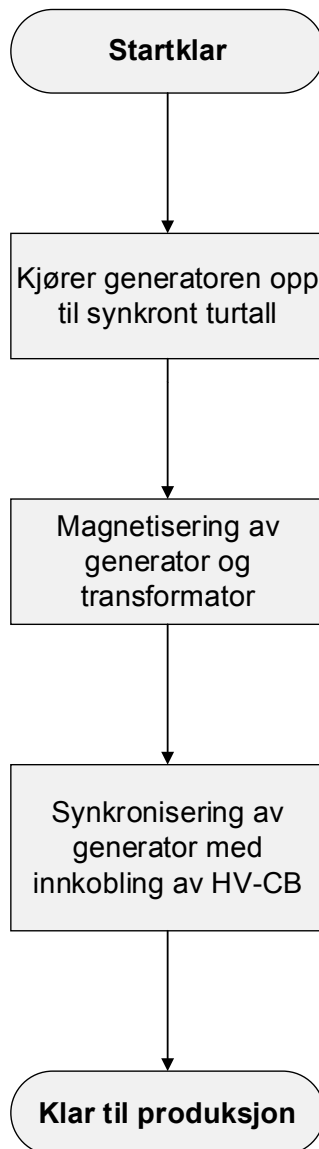 Startklar
Kjører generatoren opp
til synkront turtall
Magnetisering av
generator og
transformator
Synkronisering av
generator med
innkobling av HV-CB
Klar til produksjon